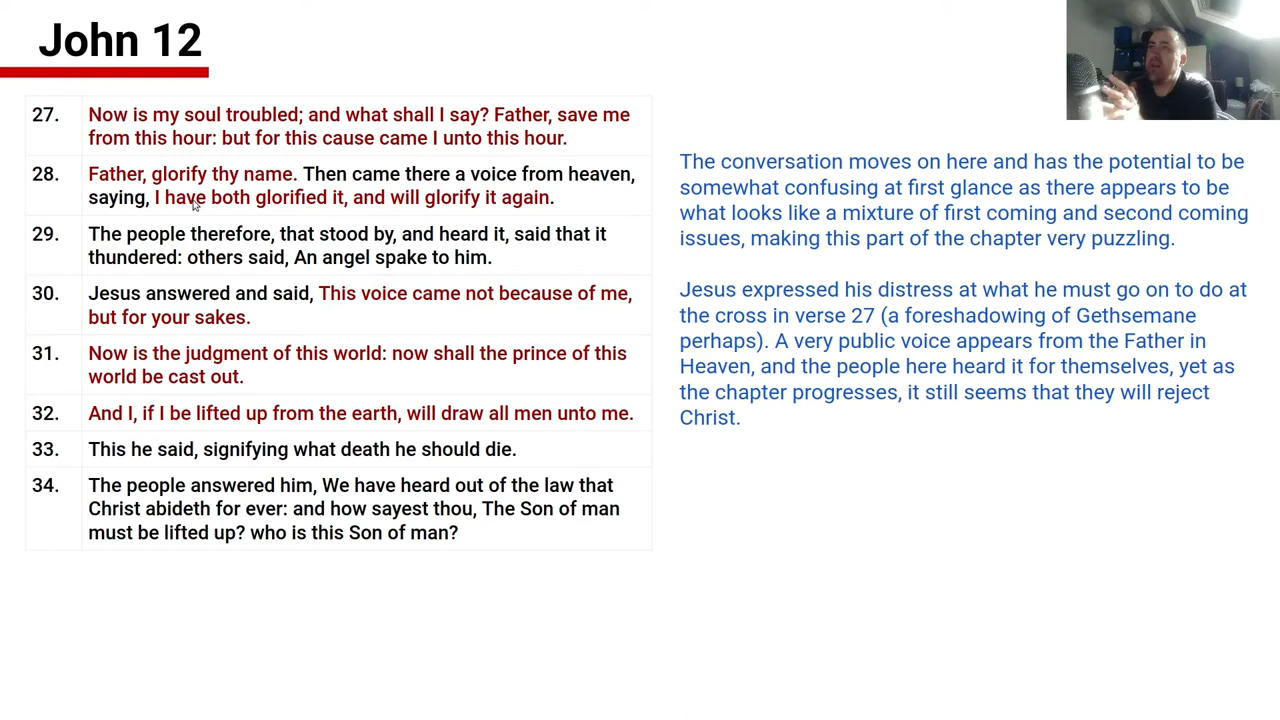 John 12
27. Now is my soul troubled; and what shall I say? Father, save me
from this hour: but for this cause came I unto this hour.
28. Father, glorify thy name. Then came there a voice from heaven,
saying, I have both glorified it, and will glorify it again.
29. The people therefore, that stood by, and heard it, said that it
thundered: others said, An angel spake to him.
30. Jesus answered and said, This voice came not because of me,
but for your sakes.
31. Now is the judgment of this world: now shall the prince of this
world be cast out.
32. And I, if I be lifted up from the earth, will draw all men unto me.
33. This he said, signifying what death he should die.
34. The people answered him, We have heard out of the law that
Christ abideth for ever: and how sayest thou, The Son of man
must be lifted up? who is this Son of man?
The conversation moves on here and has the potential to be
somewhat confusing at first glance as there appears to be
what looks like a mixture of first coming and second coming
issues, making this part of the chapter very puzzling.
Jesus expressed his distress at what he must go on to do at
the cross in verse 27 (a foreshadowing of Gethsemane
perhaps). A very public voice appears from the Father in
Heaven, and the people here heard it for themselves, yet as
the chapter progresses, it still seems that they will reject
Christ.